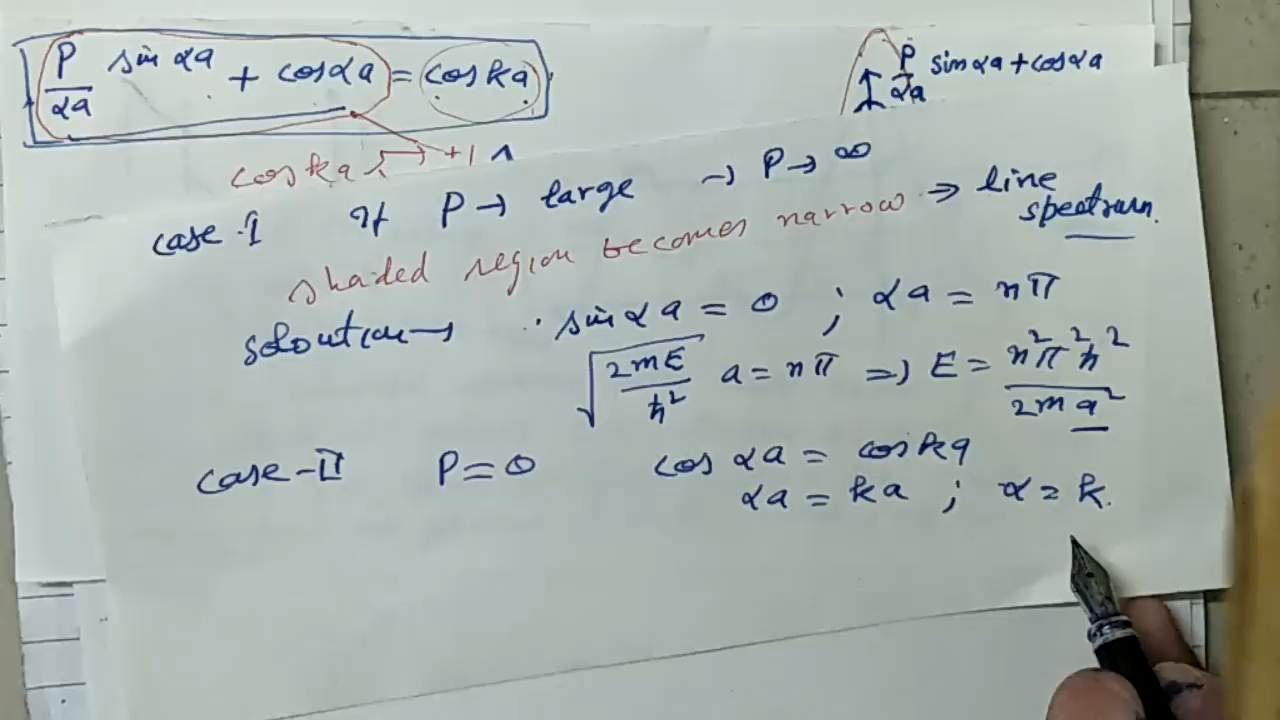 P/αa sin αa + cos αa = cos ka
P/αa sin αa + cos αa
cos ka → +1
case-I If P → large → P → ∞ ⇒ line spectrum.
shaded region becomes narrow
soloution → sin αa = 0 ; αa = nπ
√(2mE/ħ²) a = nπ ⇒ E = n²π²ħ²/2ma²
case-II P = 0 cos αa = cos ka
αa = ka ; α = k.